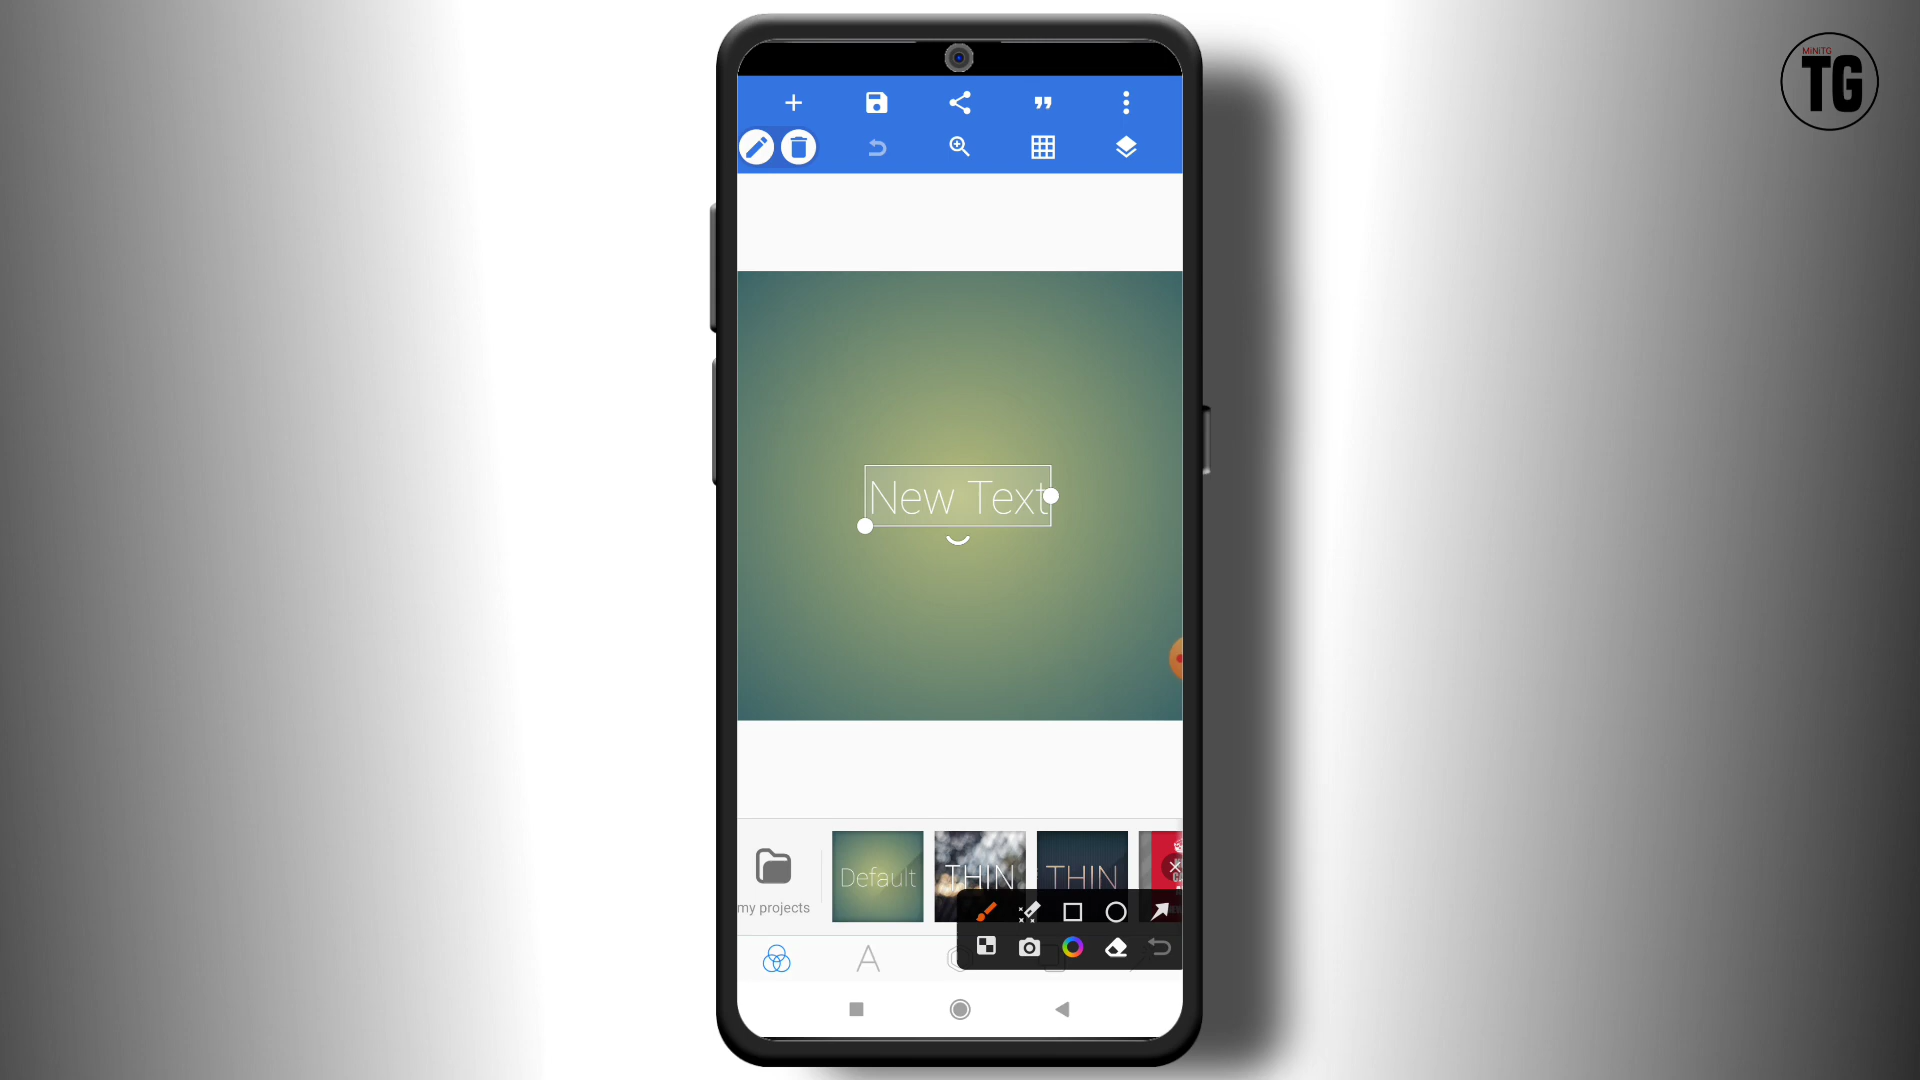 MiNiTG
TG
New Text
Default
THIN
THIN
my projects